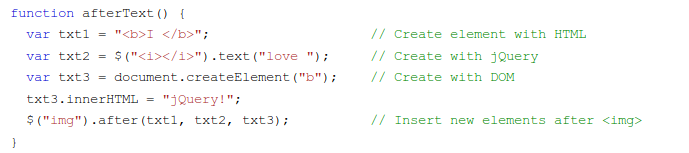 function afterText() {
  var txt1 = "<b>I </b>";                    // Create element with HTML
  var txt2 = $("<i></i>").text("love ");     // Create with jQuery
  var txt3 = document.createElement("b");    // Create with DOM
  txt3.innerHTML = "jQuery!";
  $("img").after(txt1, txt2, txt3);          // Insert new elements after <img>
}